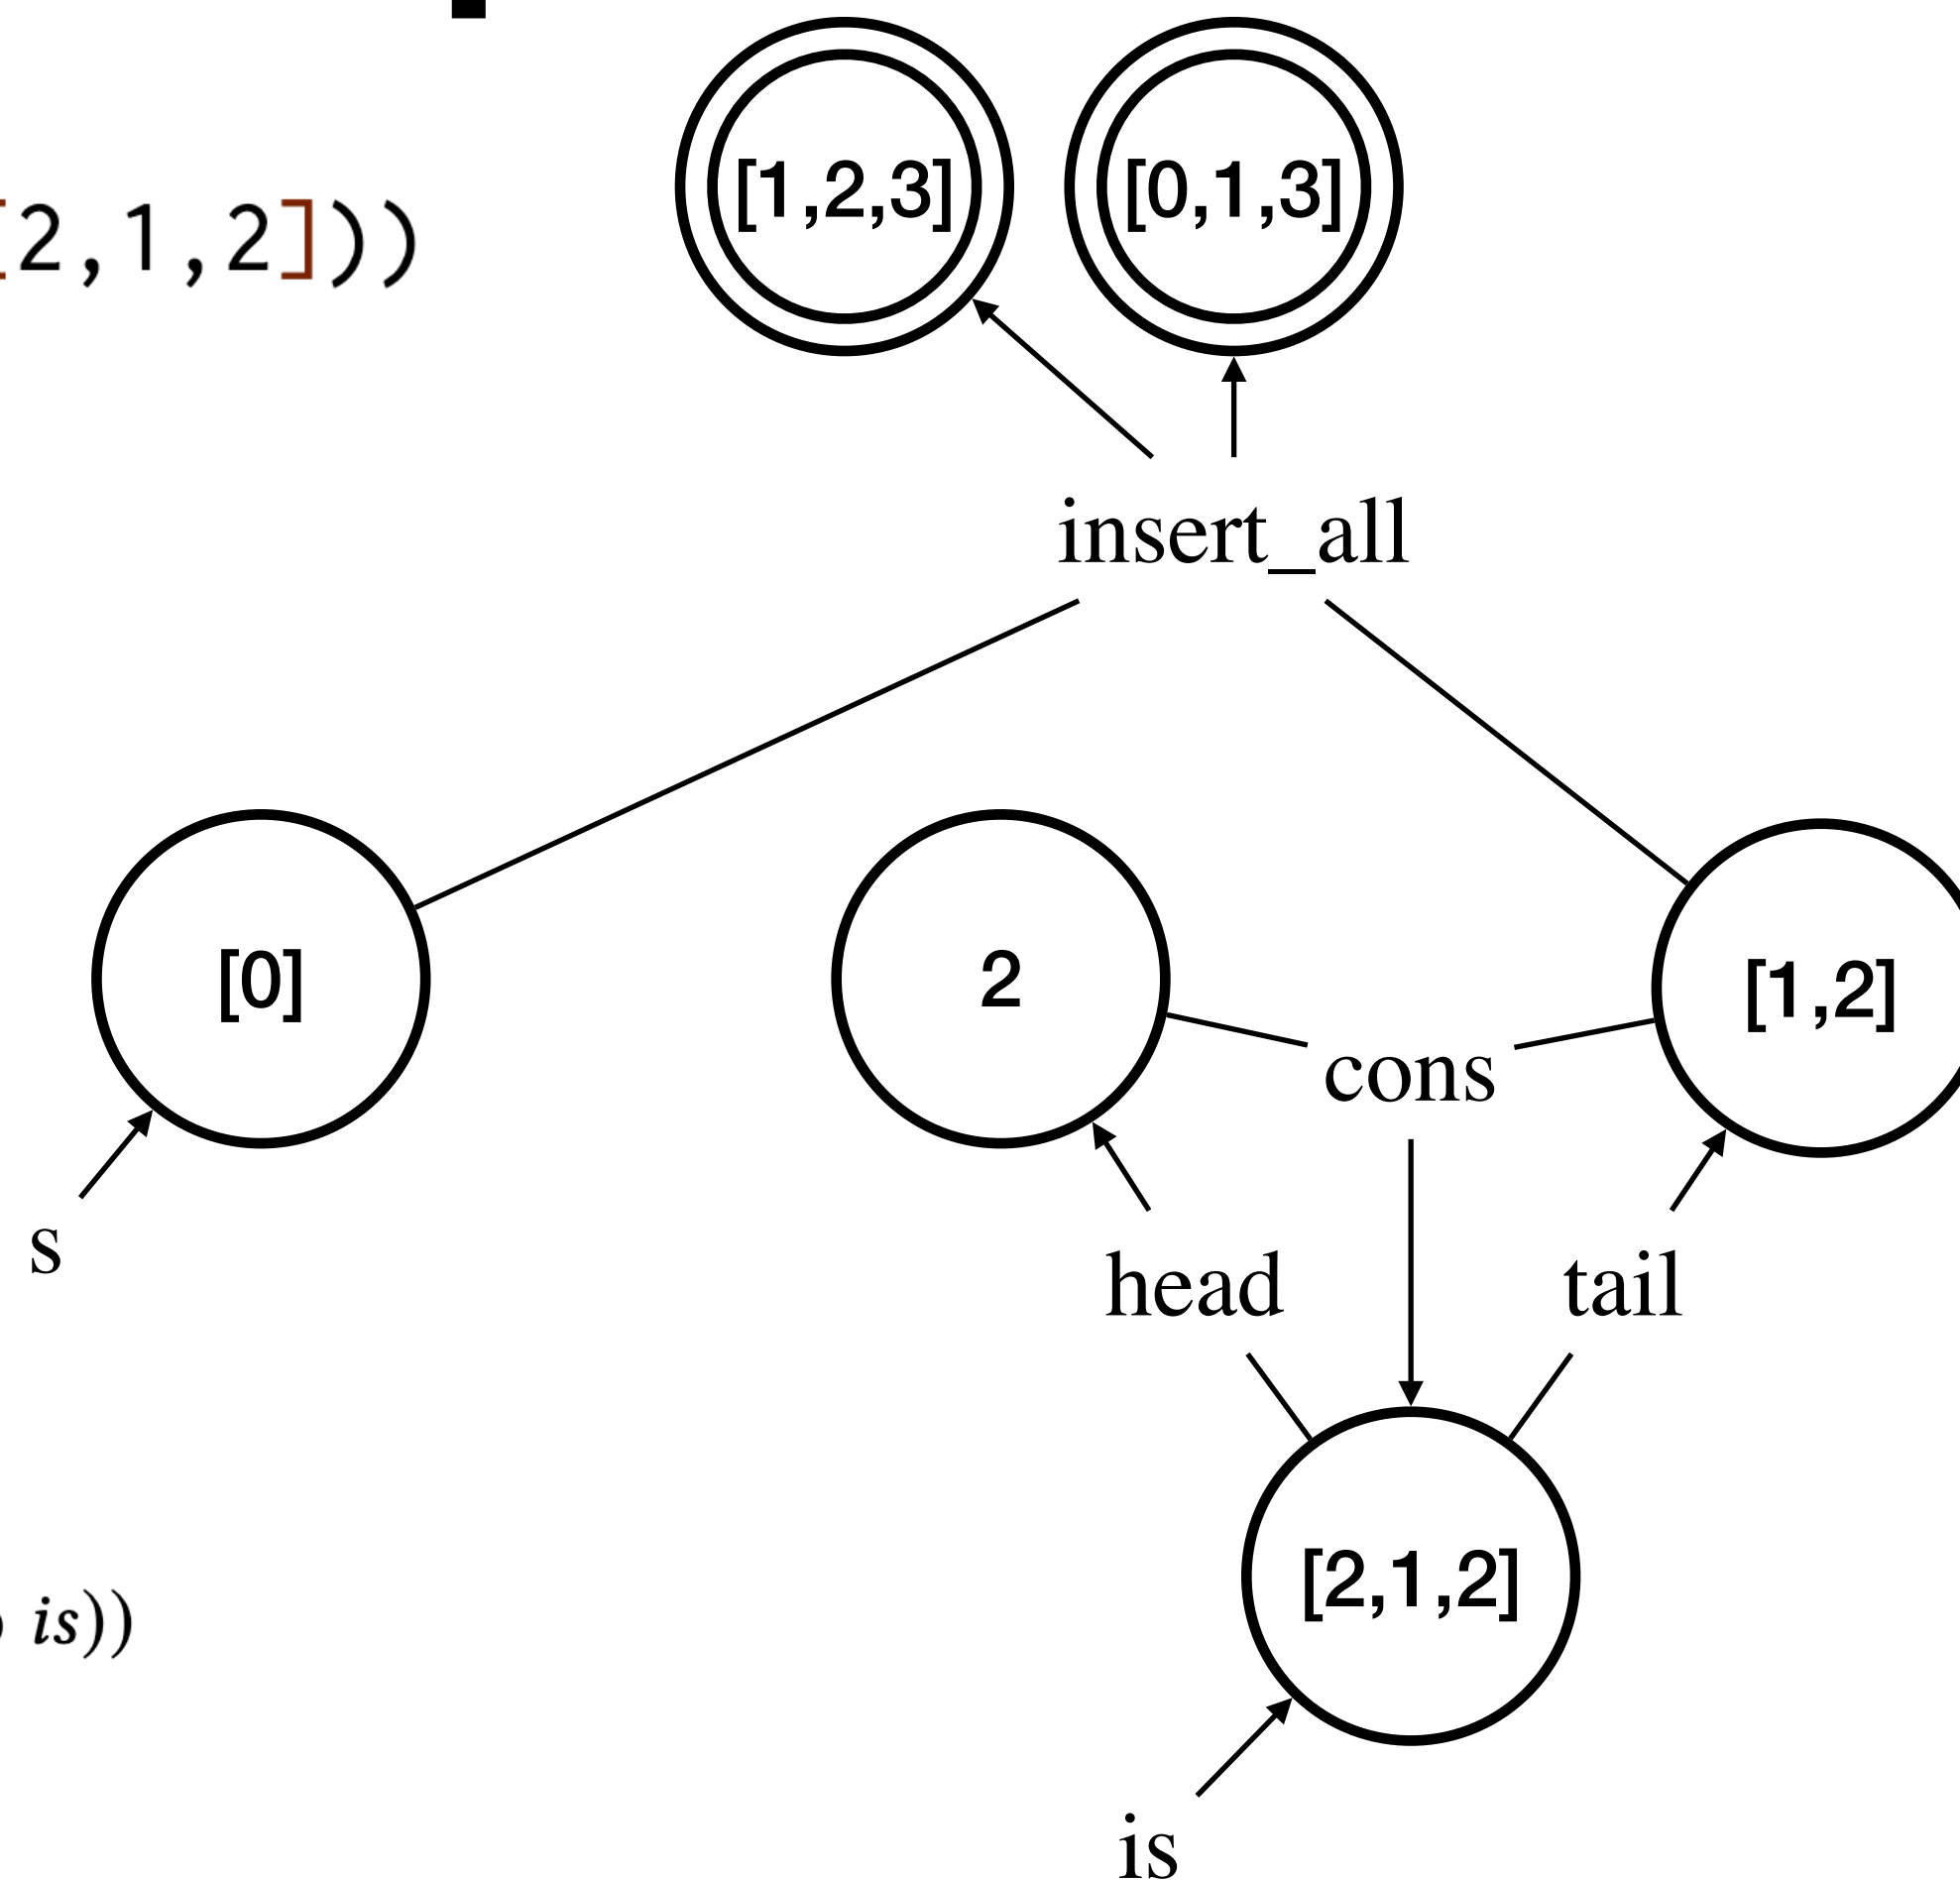 [1,2,3] [0,1,3]
[2,1,2]))
insert_all
[0] 2 [1,2]
cons
s head tail
[2,1,2]
) is))
is